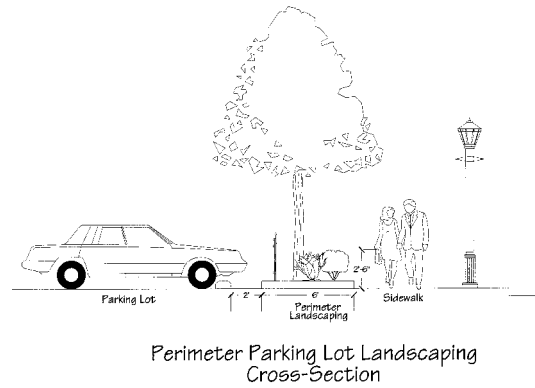 2'-6"
Parking Lot
2'
6'
Sidewalk
Perimeter
Landscaping
Perimeter Parking Lot Landscaping
Cross-Section